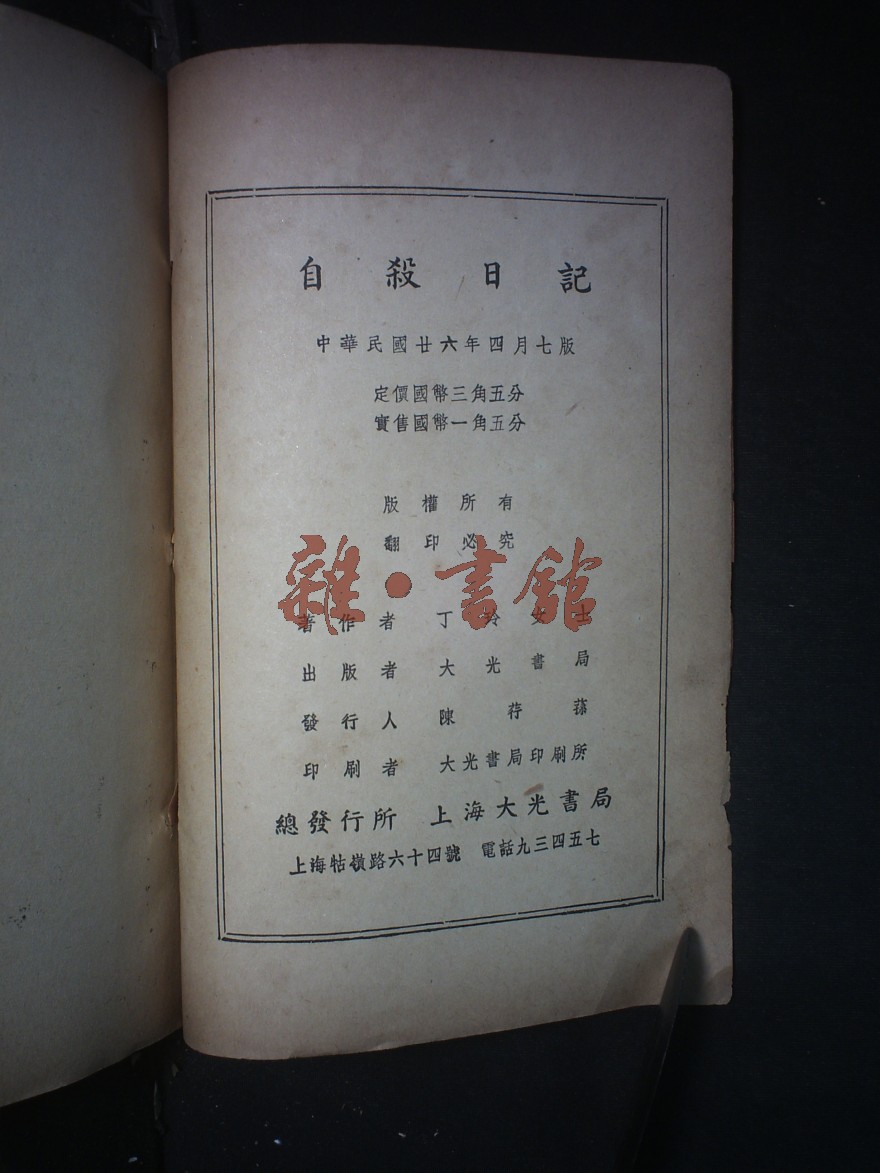 自殺日記
中華民國廿六年四月七版
定價國幣三角五分
實售國幣一角五分
版權所有
翻印必究
雜·書館
著作者 丁玲女士
出版者 大光書局
發行人 陳荇蓀
印刷者 大光書局印刷所
總發行所 上海大光書局
上海牯嶺路六十四號 電話九三四五七